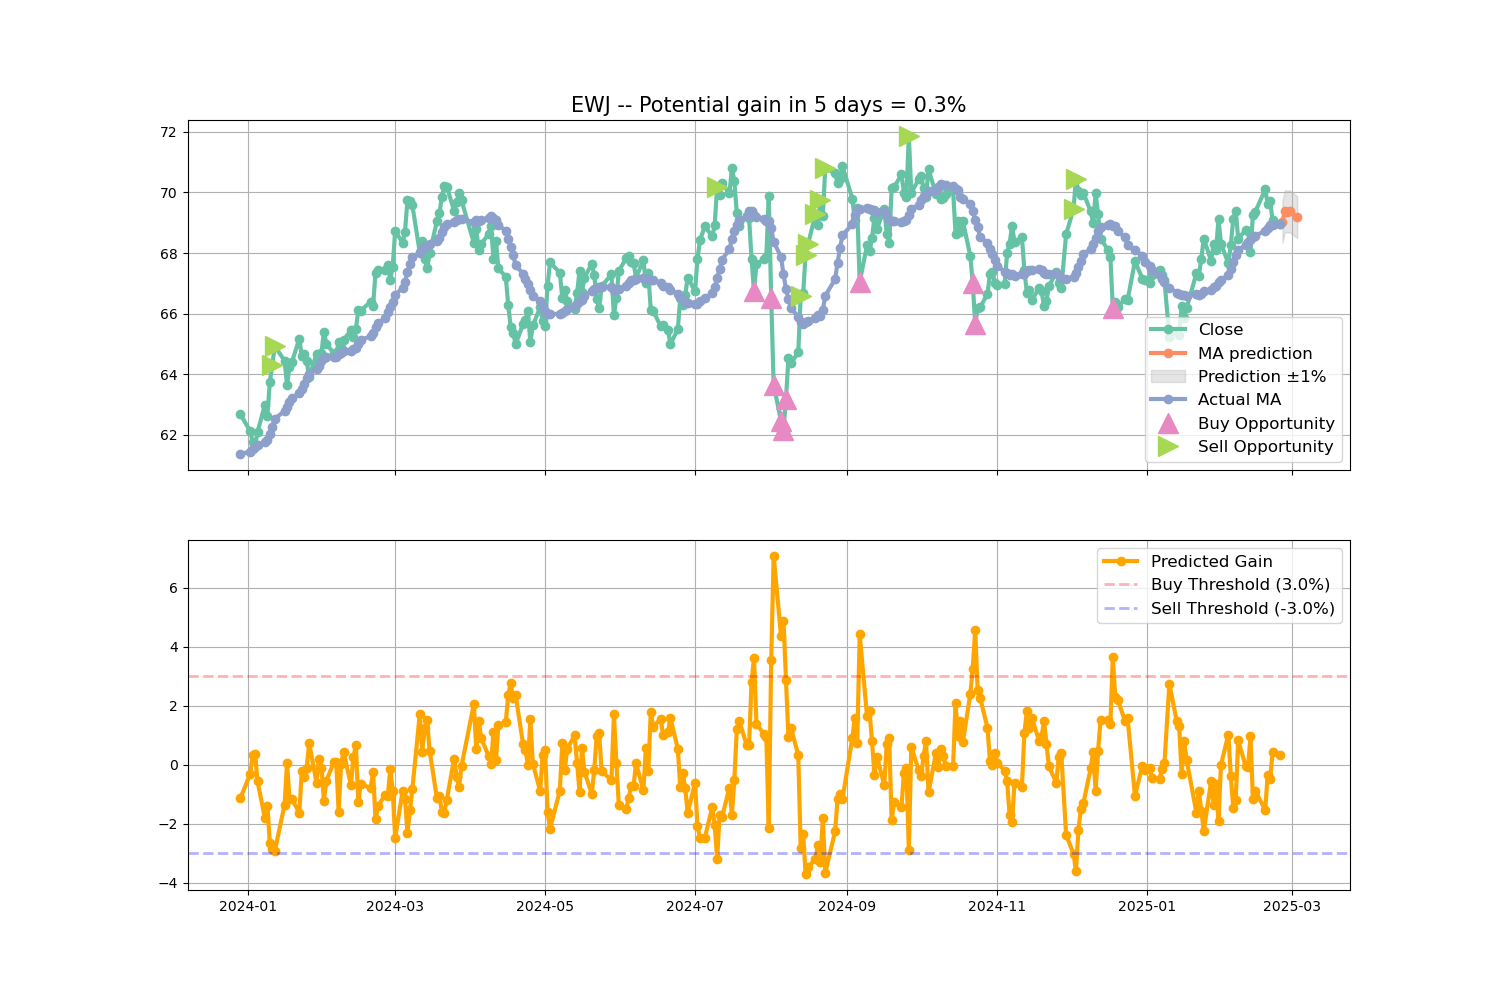 EWJ -- Potential gain in 5 days = 0.3%
72
70
68
66
64
62
Close
MA prediction
Prediction ±1%
Actual MA
Buy Opportunity
Sell Opportunity
6
4
2
0
−2
−4
Predicted Gain
Buy Threshold (3.0%)
Sell Threshold (-3.0%)
2024-01 2024-03 2024-05 2024-07 2024-09 2024-11 2025-01 2025-03